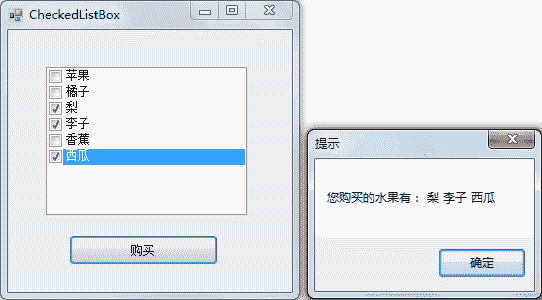 CheckedListBox
苹果
橘子
梨
李子
香蕉
西瓜
购买
提示
您购买的水果有： 梨 李子 西瓜
确定